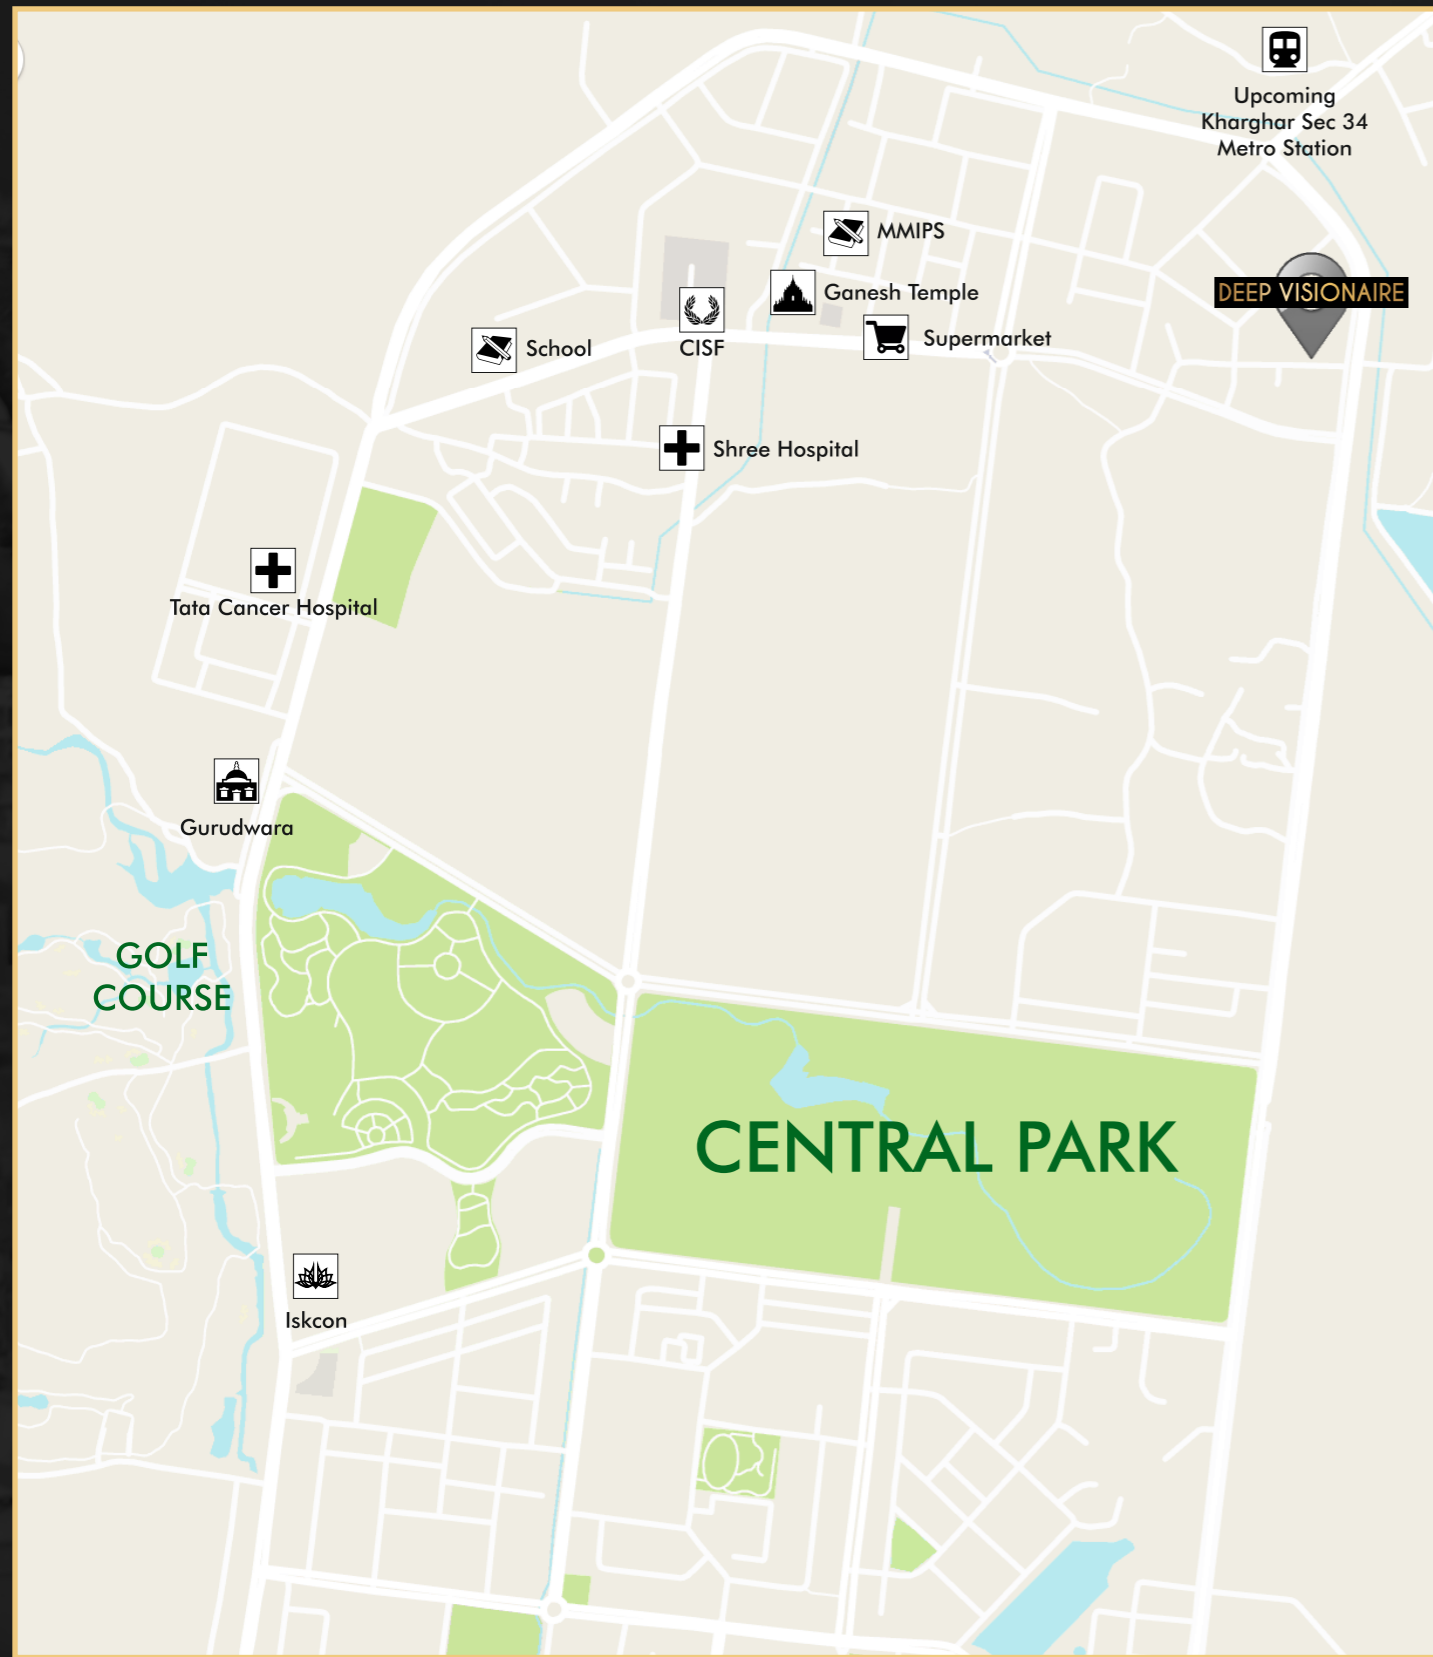 Upcoming
Kharghar Sec 34
Metro Station
MMIPS
DEEP VISIONAIRE
Ganesh Temple
Supermarket
School
CISF
Shree Hospital
Tata Cancer Hospital
Gurudwara
GOLF
COURSE
CENTRAL PARK
Iskcon